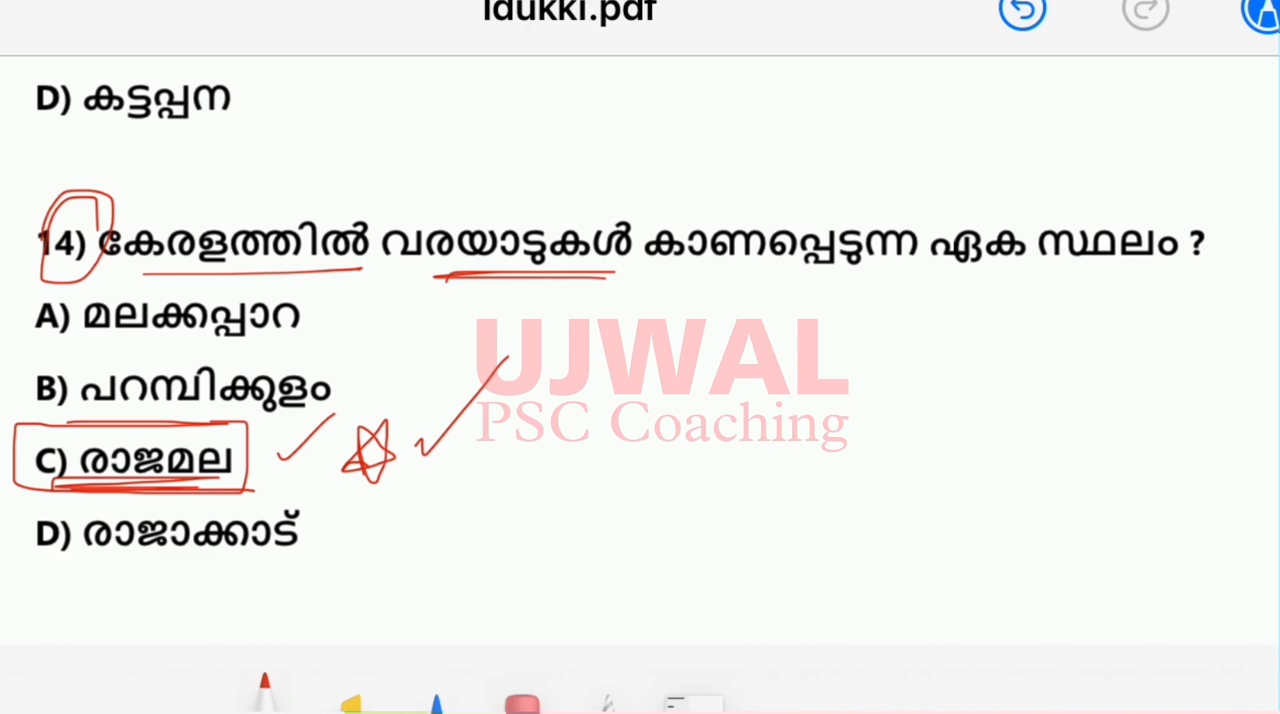 Idukki.pdf
D) കട്ടപ്പന
14) കേരളത്തിൽ വരയാടുകൾ കാണപ്പെടുന്ന ഏക സ്ഥലം ?
A) മലക്കപ്പാറ
UJWAL
B) പറമ്പിക്കുളം
PSC Coaching
C) രാജമല
D) രാജാക്കാട്